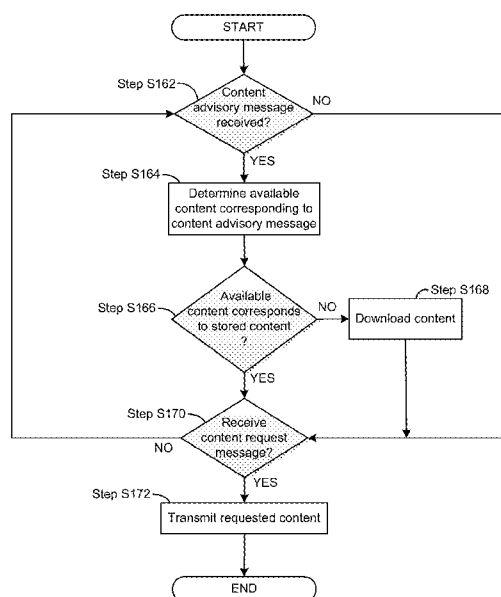 START
Step S162
Content
advisory message
received?
NO
YES
Step S164
Determine available
content corresponding to
content advisory message
Step S166
Available
content corresponds
to stored content
?
NO
Step S168
Download content
YES
Step S170
Receive
content request
message?
NO
YES
Step S172
Transmit requested content
END